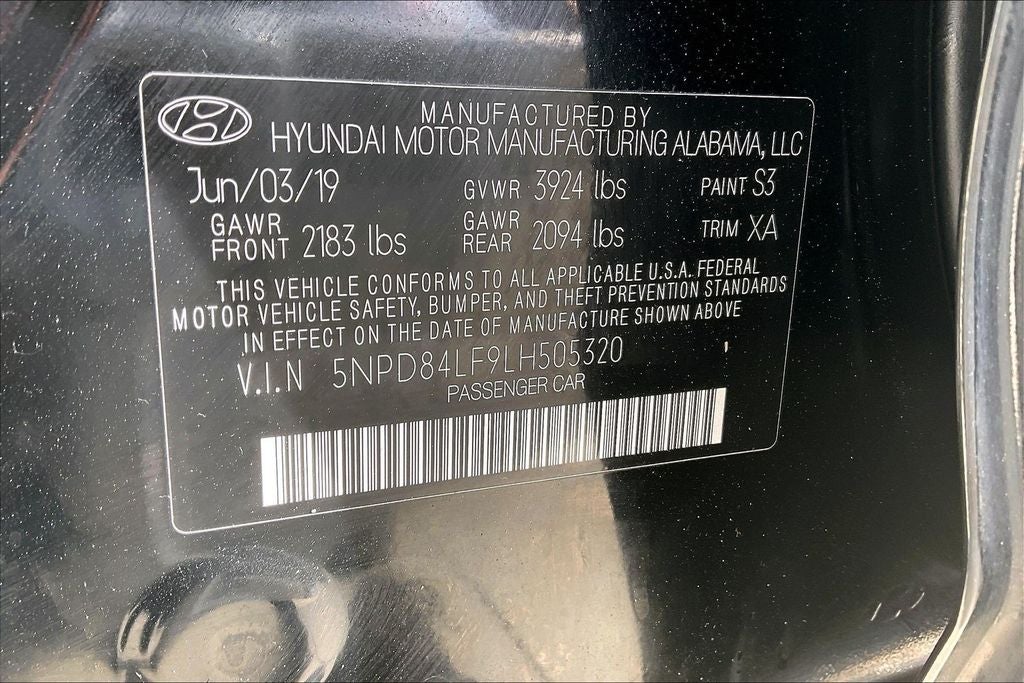 MANUFACTURED BY
HYUNDAI MOTOR MANUFACTURING ALABAMA, LLC
Jun/03/19 GVWR 3924 lbs PAINT S3
GAWR FRONT 2183 lbs GAWR REAR 2094 lbs TRIM XA
THIS VEHICLE CONFORMS TO ALL APPLICABLE U.S.A. FEDERAL
MOTOR VEHICLE SAFETY, BUMPER, AND THEFT PREVENTION STANDARDS
IN EFFECT ON THE DATE OF MANUFACTURE SHOWN ABOVE
V.I.N 5NPD84LF9LH505320
PASSENGER CAR